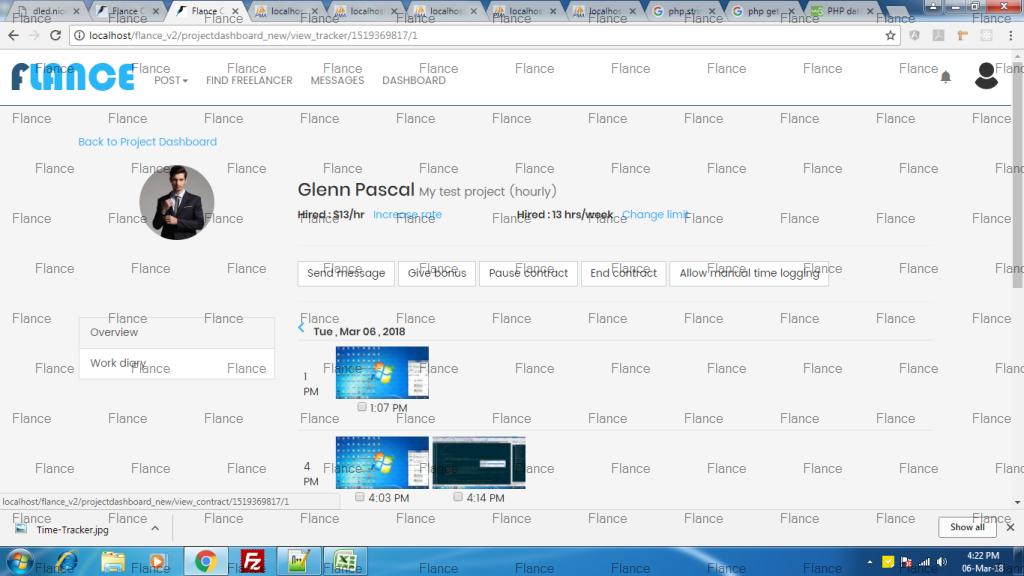 dled.nic
Flance C
Flance C
localho
localhos
localhos
localhos
localhos
php.str
php get
PHP dat
localhost/flance_v2/projectdashboard_new/view_tracker/1519369817/1
FLANCE
POST FIND FREELANCER MESSAGES DASHBOARD
Back to Project Dashboard
Glenn Pascal My test project (hourly)
Hired : $13/hr Increase rate Hired : 13 hrs/week Change limit
Send message Give bonus Pause contract End contract Allow manual time logging
Overview
Work diary
Tue , Mar 06 , 2018
1
PM
1:07 PM
4
PM
4:03 PM 4:14 PM
localhost/flance_v2/projectdashboard_new/view_contract/1519369817/1
Time-Tracker.jpg
Show all
4:22 PM
06-Mar-18
Flance Flance Flance Flance Flance Flance Flance Flance Flance Flance